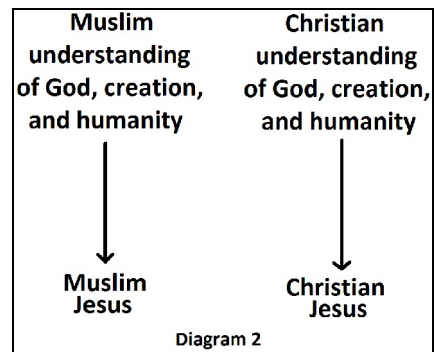 Muslim
understanding
of God, creation,
and humanity
Christian
understanding
of God, creation,
and humanity
Muslim
Jesus
Christian
Jesus
Diagram 2